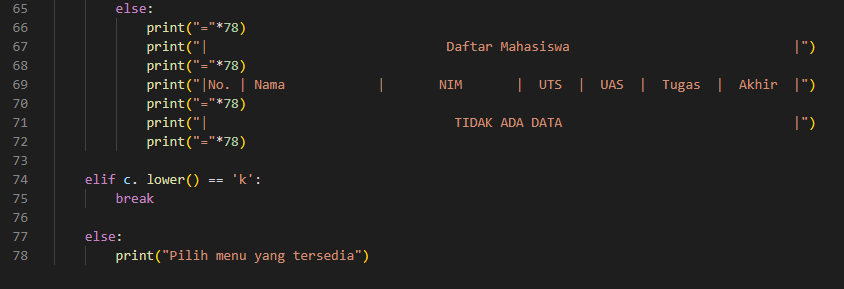 65 else:
66 print("="*78)
67 print("|                               Daftar Mahasiswa                             |")
68 print("="*78)
69 print("|No. | Nama            |       NIM       |  UTS  |  UAS  |  Tugas  |  Akhir  |")
70 print("="*78)
71 print("|                                TIDAK ADA DATA                              |")
72 print("="*78)
73
74 elif c. lower() == 'k':
75 break
76
77 else:
78 print("Pilih menu yang tersedia")